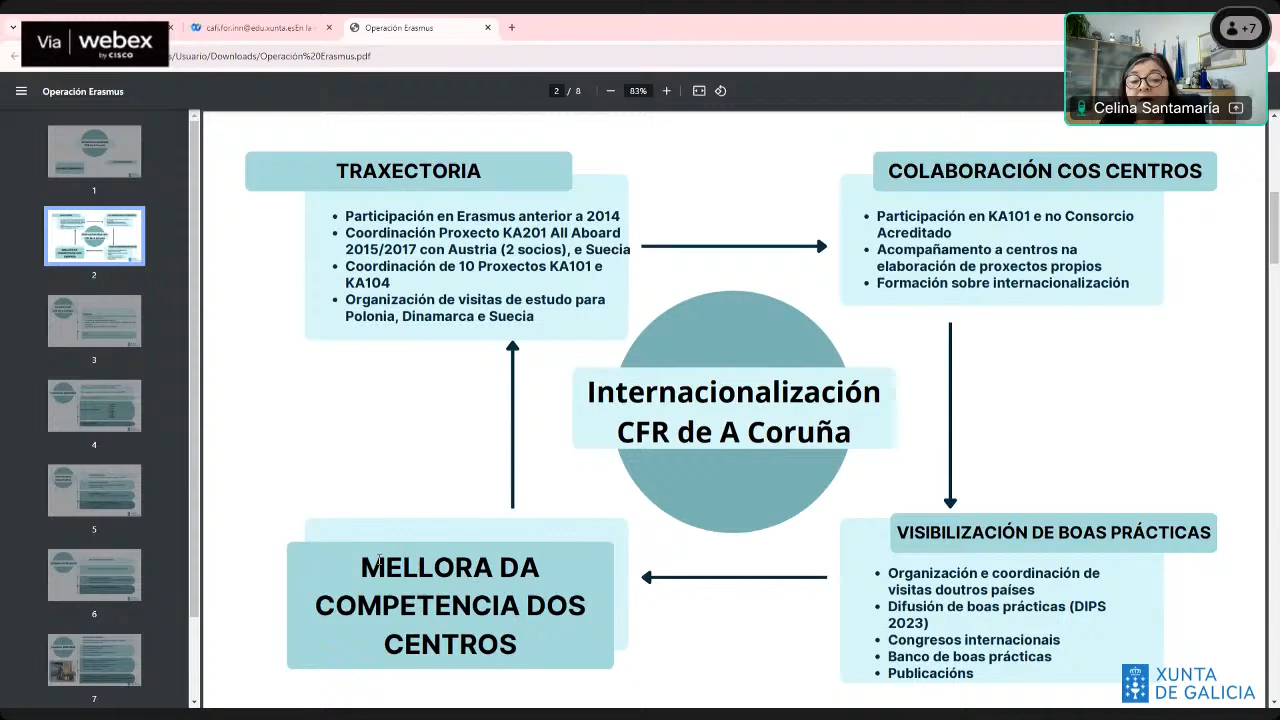 Via webex
by CISCO
cafi.for.inn@edu.xunta.esEn la
Operación Erasmus
s/Usuario/Downloads/Operación%20Erasmus.pdf
+7
Celina Santamaría
Operación Erasmus
2 / 8
83%
1
2
3
4
5
6
7
TRAXECTORIA
• Participación en Erasmus anterior a 2014
• Coordinación Proxecto KA201 All Aboard
2015/2017 con Austria (2 socios), e Suecia
• Coordinación de 10 Proxectos KA101 e
KA104
• Organización de visitas de estudo para
Polonia, Dinamarca e Suecia
COLABORACIÓN COS CENTROS
• Participación en KA101 e no Consorcio
Acreditado
• Acompañamento a centros na
elaboración de proxectos propios
• Formación sobre internacionalización
Internacionalización
CFR de A Coruña
MELLORA DA
COMPETENCIA DOS
CENTROS
VISIBILIZACIÓN DE BOAS PRÁCTICAS
• Organización e coordinación de
visitas doutros países
• Difusión de boas prácticas (DIPS
2023)
• Congresos internacionais
• Banco de boas prácticas
• Publicacións
XUNTA
DE GALICIA